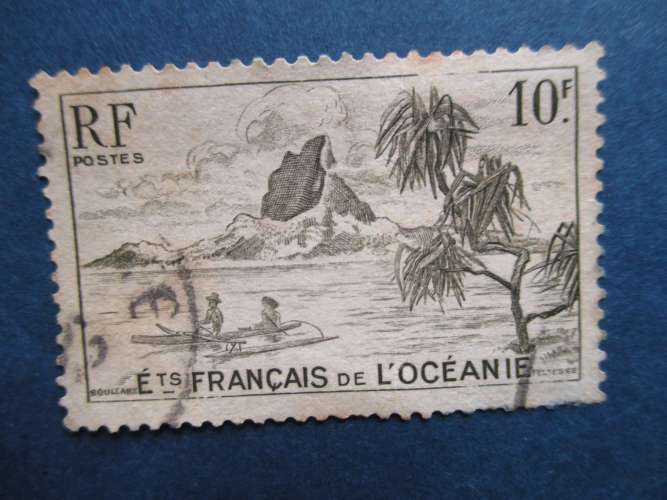 RF
10F.
POSTES
ÉTS FRANÇAIS DE L'OCÉANIE